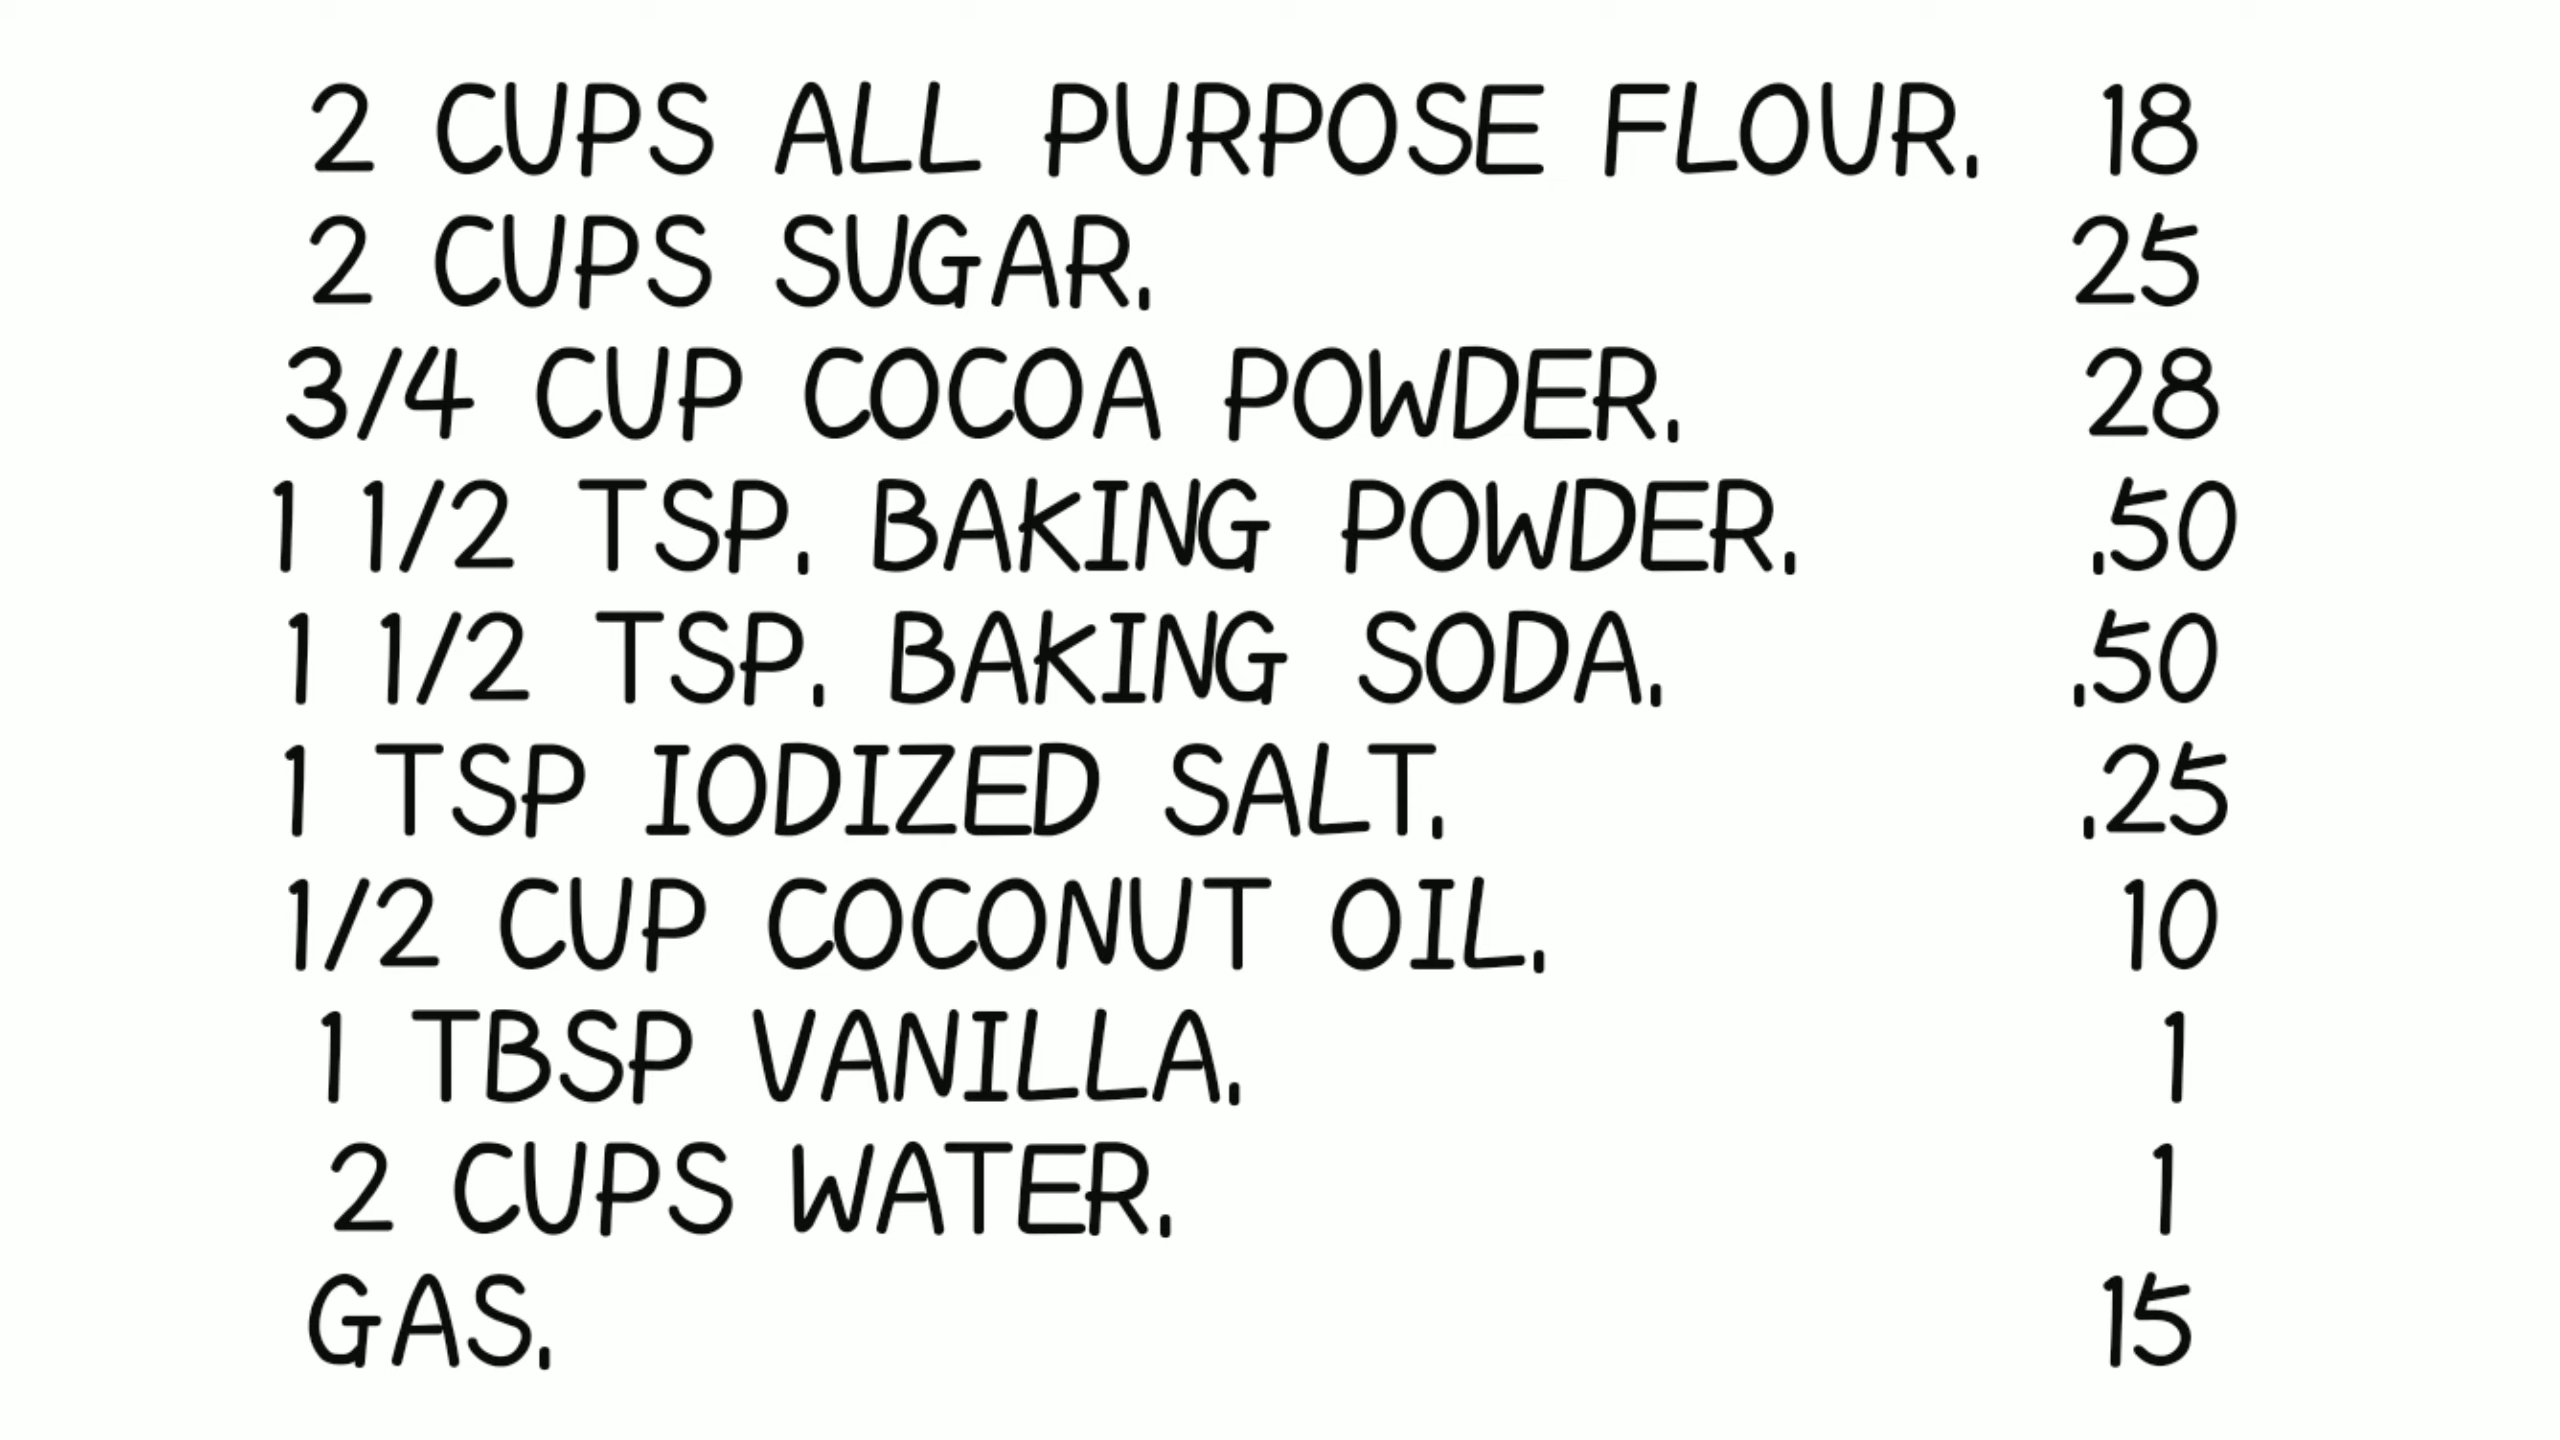 2 CUPS ALL PURPOSE FLOUR. 18
2 CUPS SUGAR. 25
3/4 CUP COCOA POWDER. 28
1 1/2 TSP. BAKING POWDER. .50
1 1/2 TSP. BAKING SODA. .50
1 TSP IODIZED SALT. .25
1/2 CUP COCONUT OIL. 10
1 TBSP VANILLA. 1
2 CUPS WATER. 1
GAS. 15